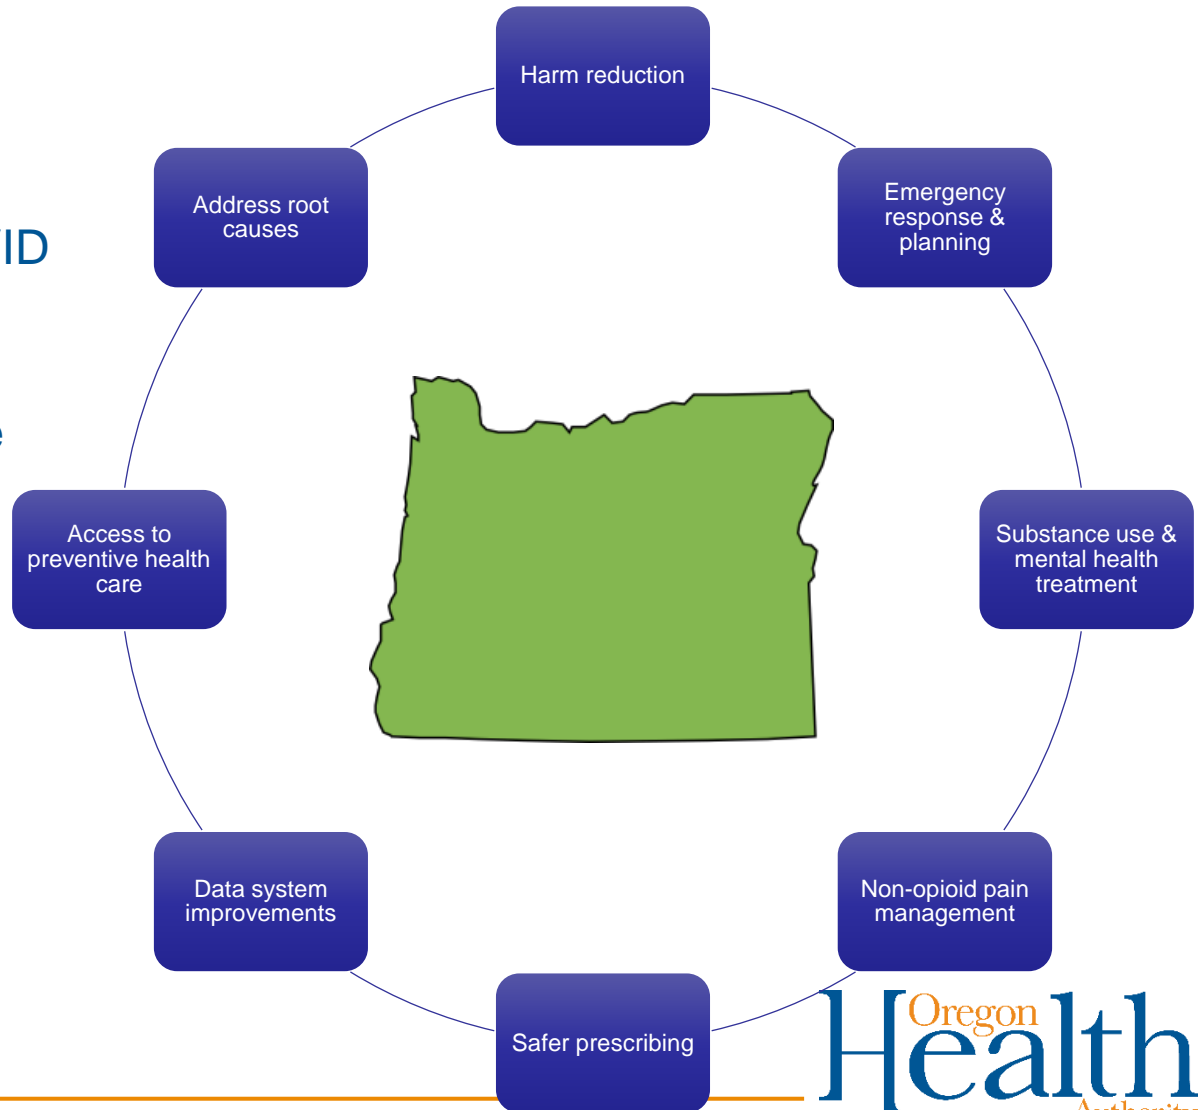 Harm reduction
Emergency
response &
planning
Address root
causes
Substance use &
mental health
treatment
Access to
preventive health
care
Non-opioid pain
management
Data system
improvements
Safer prescribing
Oregon
Health
Authority